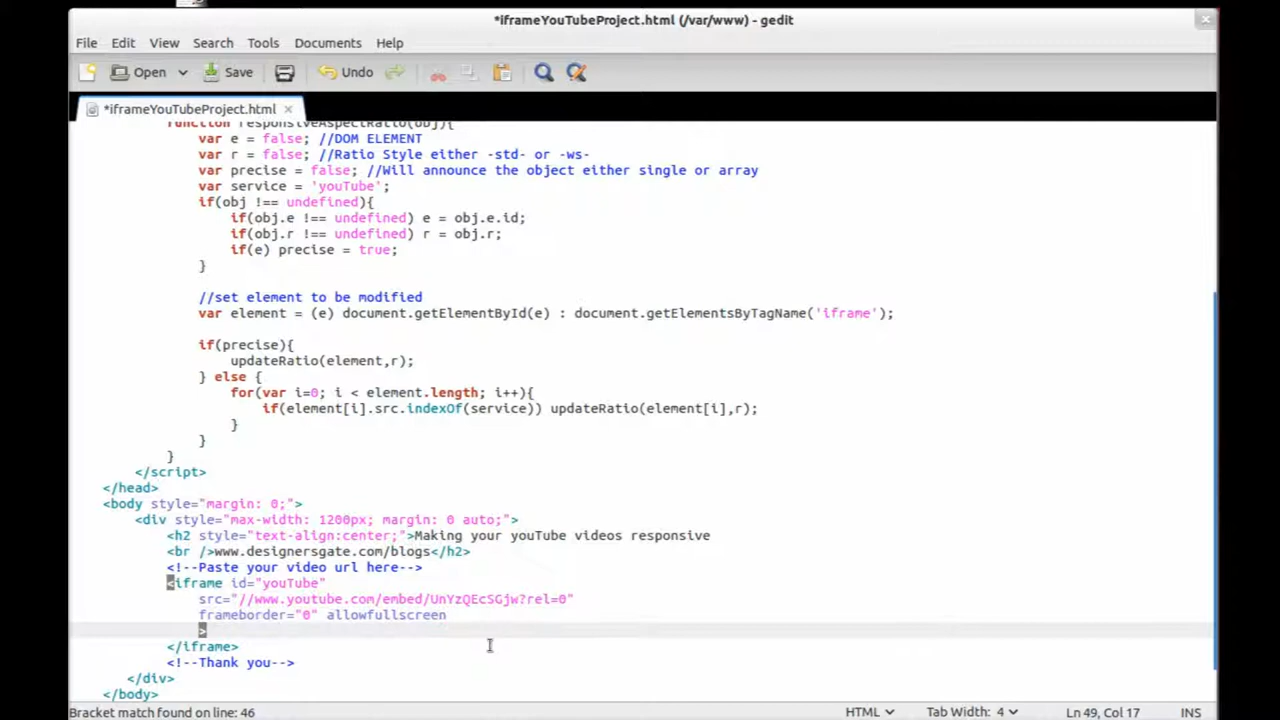 *iframeYouTubeProject.html (/var/www) - gedit
File Edit View Search Tools Documents Help
Open Save Undo
*iframeYouTubeProject.html
function responsiveAspectRatio(obj){
var e = false; //DOM ELEMENT
var r = false; //Ratio Style either -std- or -ws-
var precise = false; //Will announce the object either single or array
var service = 'youTube';
if(obj !== undefined){
if(obj.e !== undefined) e = obj.e.id;
if(obj.r !== undefined) r = obj.r;
if(e) precise = true;
}
//set element to be modified
var element = (e) document.getElementById(e) : document.getElementsByTagName('iframe');
if(precise){
updateRatio(element,r);
} else {
for(var i=0; i < element.length; i++){
if(element[i].src.indexOf(service)) updateRatio(element[i],r);
}
}
}
</script>
</head>
<body style="margin: 0;">
<div style="max-width: 1200px; margin: 0 auto;">
<h2 style="text-align:center;">Making your youTube videos responsive
<br />www.designersgate.com/blogs</h2>
<!--Paste your video url here-->
<iframe id="youTube"
src="//www.youtube.com/embed/UnYzQEcSGjw?rel=0"
frameborder="0" allowfullscreen
>
</iframe>
<!--Thank you-->
</div>
</body>
Bracket match found on line: 46 HTML Tab Width: 4 Ln 49, Col 17 INS